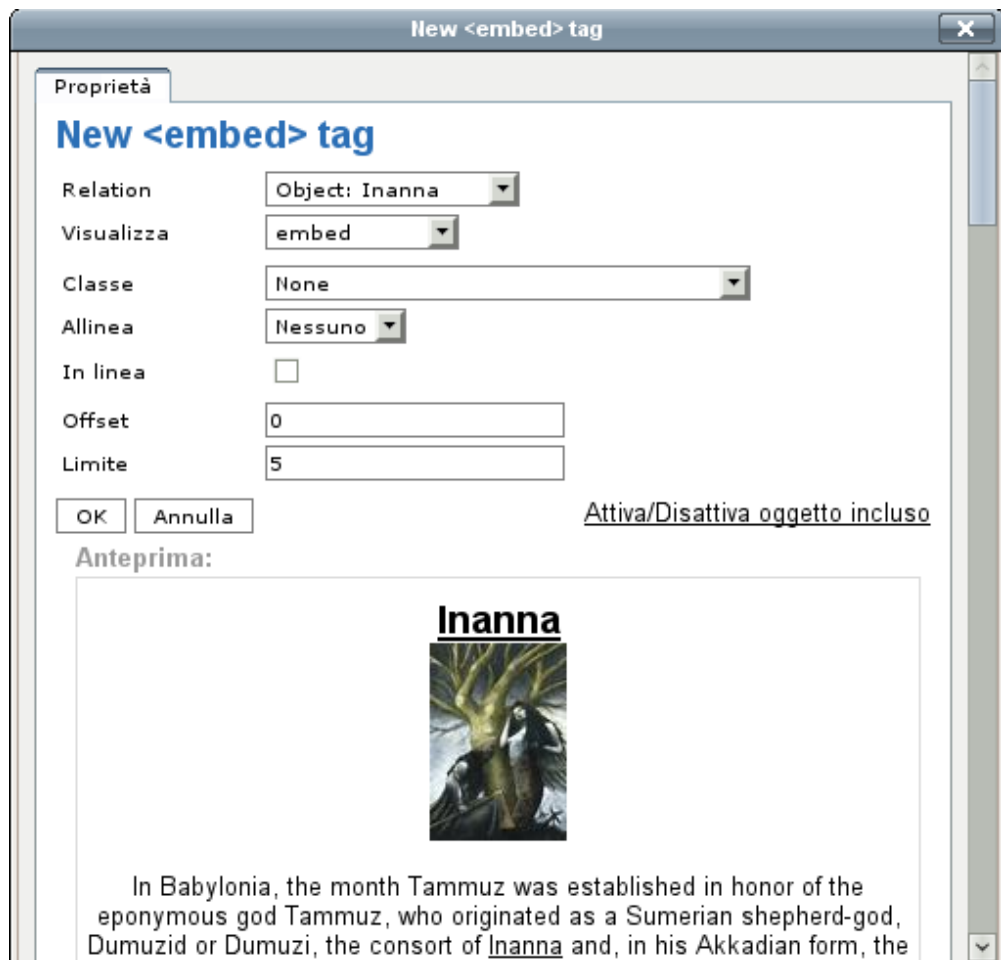 New <embed> tag
Proprietà
New <embed> tag
Relation Object: Inanna
Visualizza embed
Classe None
Allinea Nessuno
In linea
Offset 0
Limite 5
OK Annulla Attiva/Disattiva oggetto incluso
Anteprima:
Inanna
In Babylonia, the month Tammuz was established in honor of the
eponymous god Tammuz, who originated as a Sumerian shepherd-god,
Dumuzid or Dumuzi, the consort of Inanna and, in his Akkadian form, the